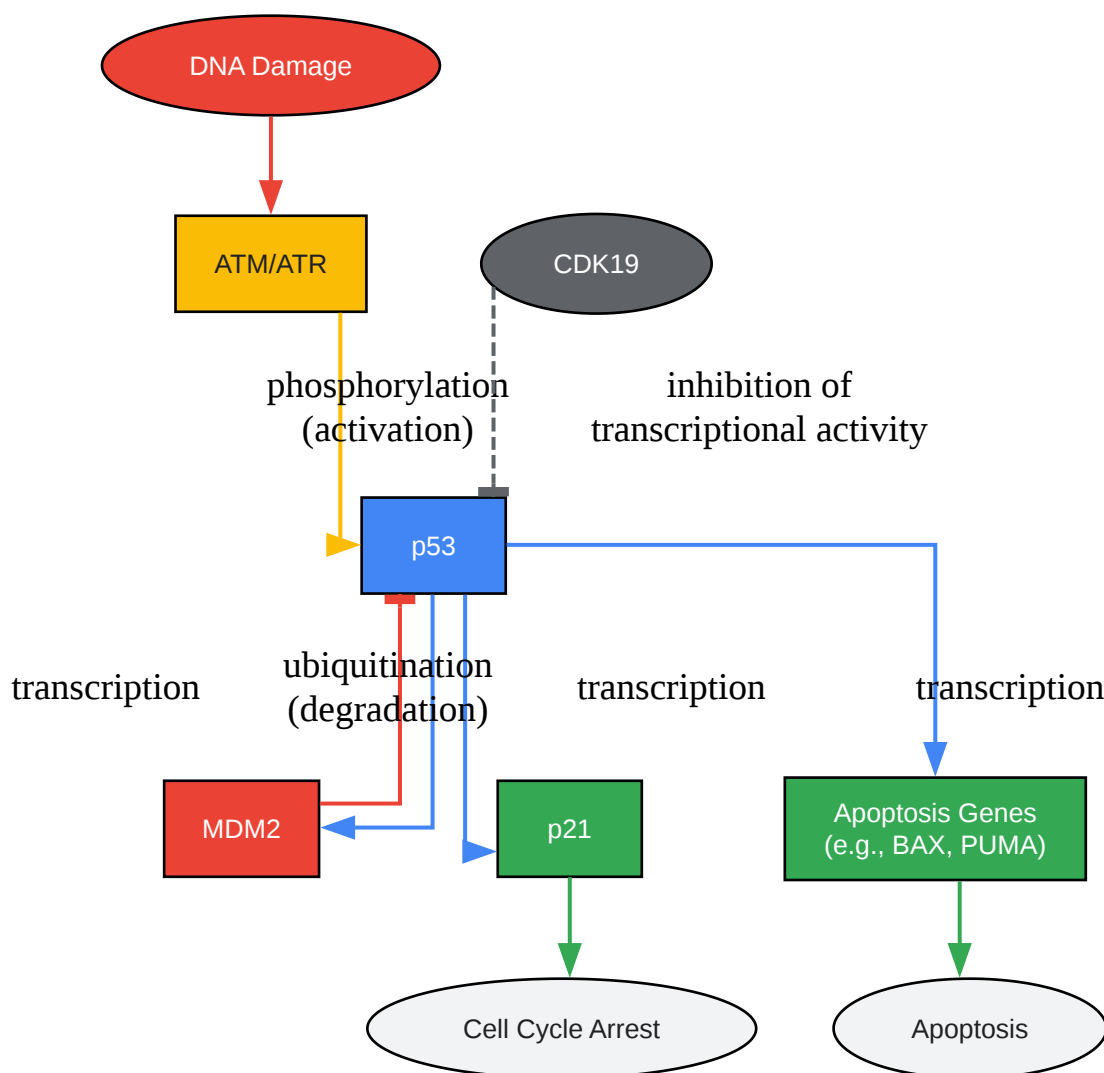 DNA Damage
ATM/ATR
CDK19
phosphorylation
(activation)
inhibition of
transcriptional activity
p53
transcription
ubiquitination
(degradation)
transcription
transcription
MDM2
p21
Apoptosis Genes
(e.g., BAX, PUMA)
Cell Cycle Arrest
Apoptosis